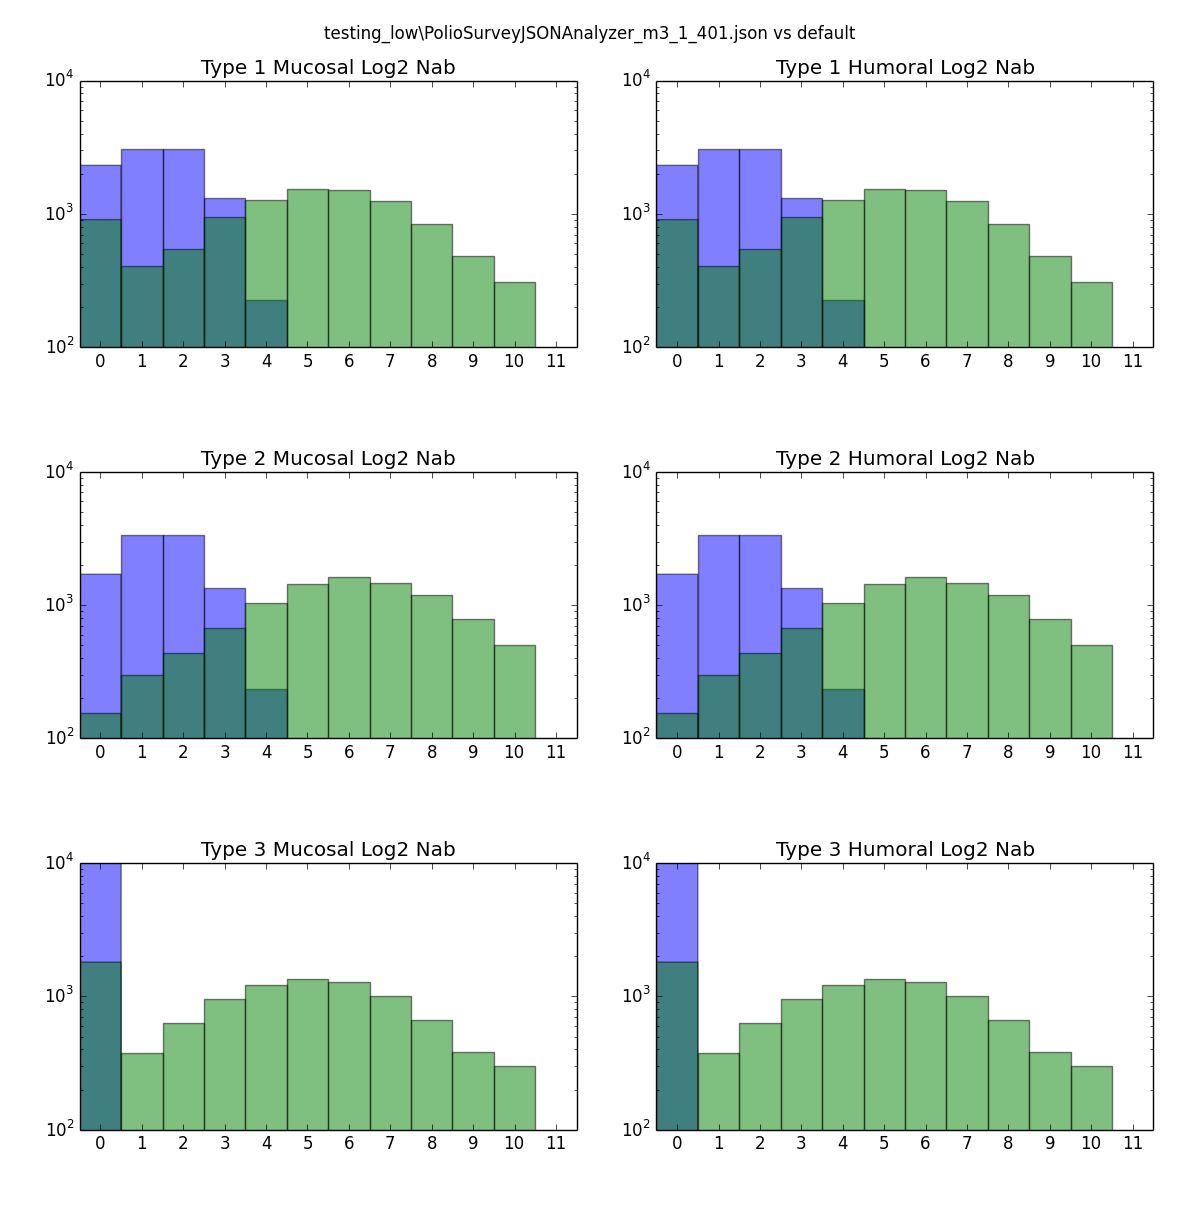 testing_low\PolioSurveyJSONAnalyzer_m3_1_401.json vs default
Type 1 Mucosal Log2 Nab
10^4
10^3
10^2
0 1 2 3 4 5 6 7 8 9 10 11
Type 1 Humoral Log2 Nab
10^4
10^3
10^2
0 1 2 3 4 5 6 7 8 9 10 11
Type 2 Mucosal Log2 Nab
10^4
10^3
10^2
0 1 2 3 4 5 6 7 8 9 10 11
Type 2 Humoral Log2 Nab
10^4
10^3
10^2
0 1 2 3 4 5 6 7 8 9 10 11
Type 3 Mucosal Log2 Nab
10^4
10^3
10^2
0 1 2 3 4 5 6 7 8 9 10 11
Type 3 Humoral Log2 Nab
10^4
10^3
10^2
0 1 2 3 4 5 6 7 8 9 10 11